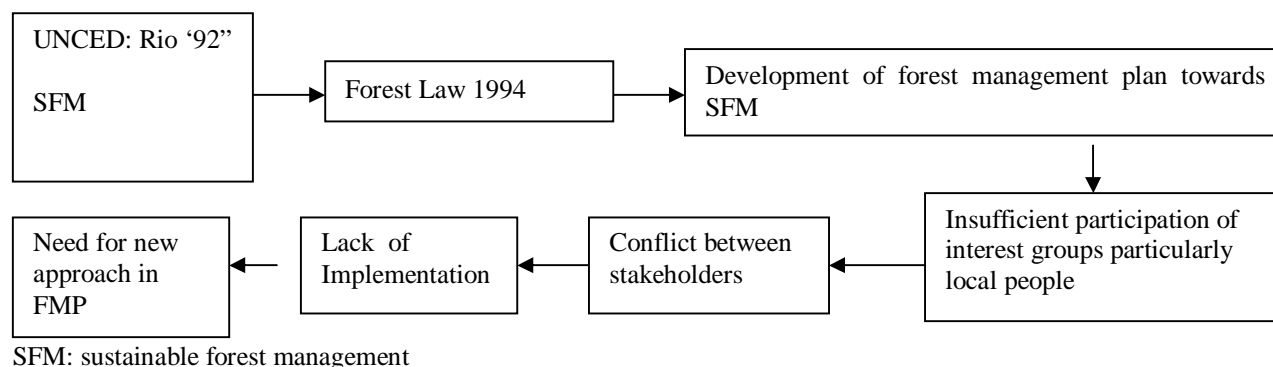 UNCED: Rio ‘92”
SFM
Forest Law 1994
Development of forest management plan towards
SFM
Insufficient participation of
interest groups particularly
local people
Conflict between
stakeholders
Lack of
Implementation
Need for new
approach in
FMP
SFM: sustainable forest management